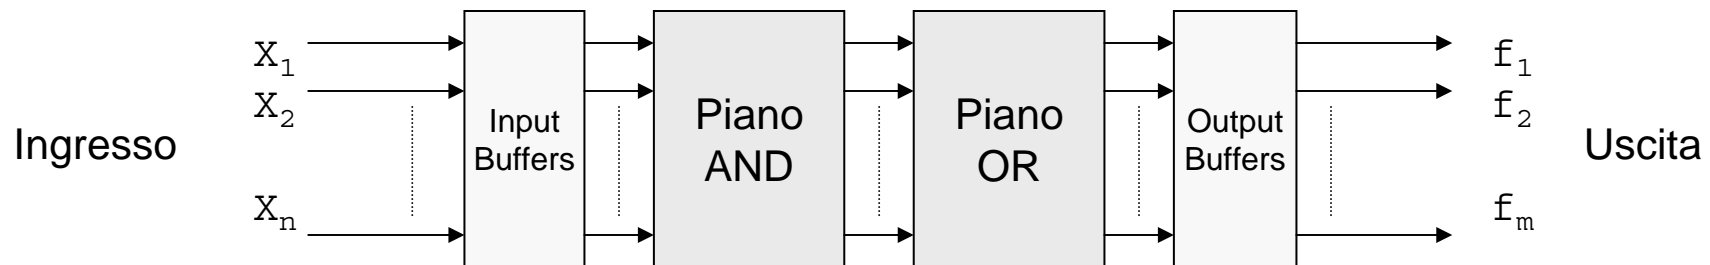 Ingresso
X1
X2
Xn
Input
Buffers
Piano
AND
Piano
OR
Output
Buffers
f1
f2
fm
Uscita